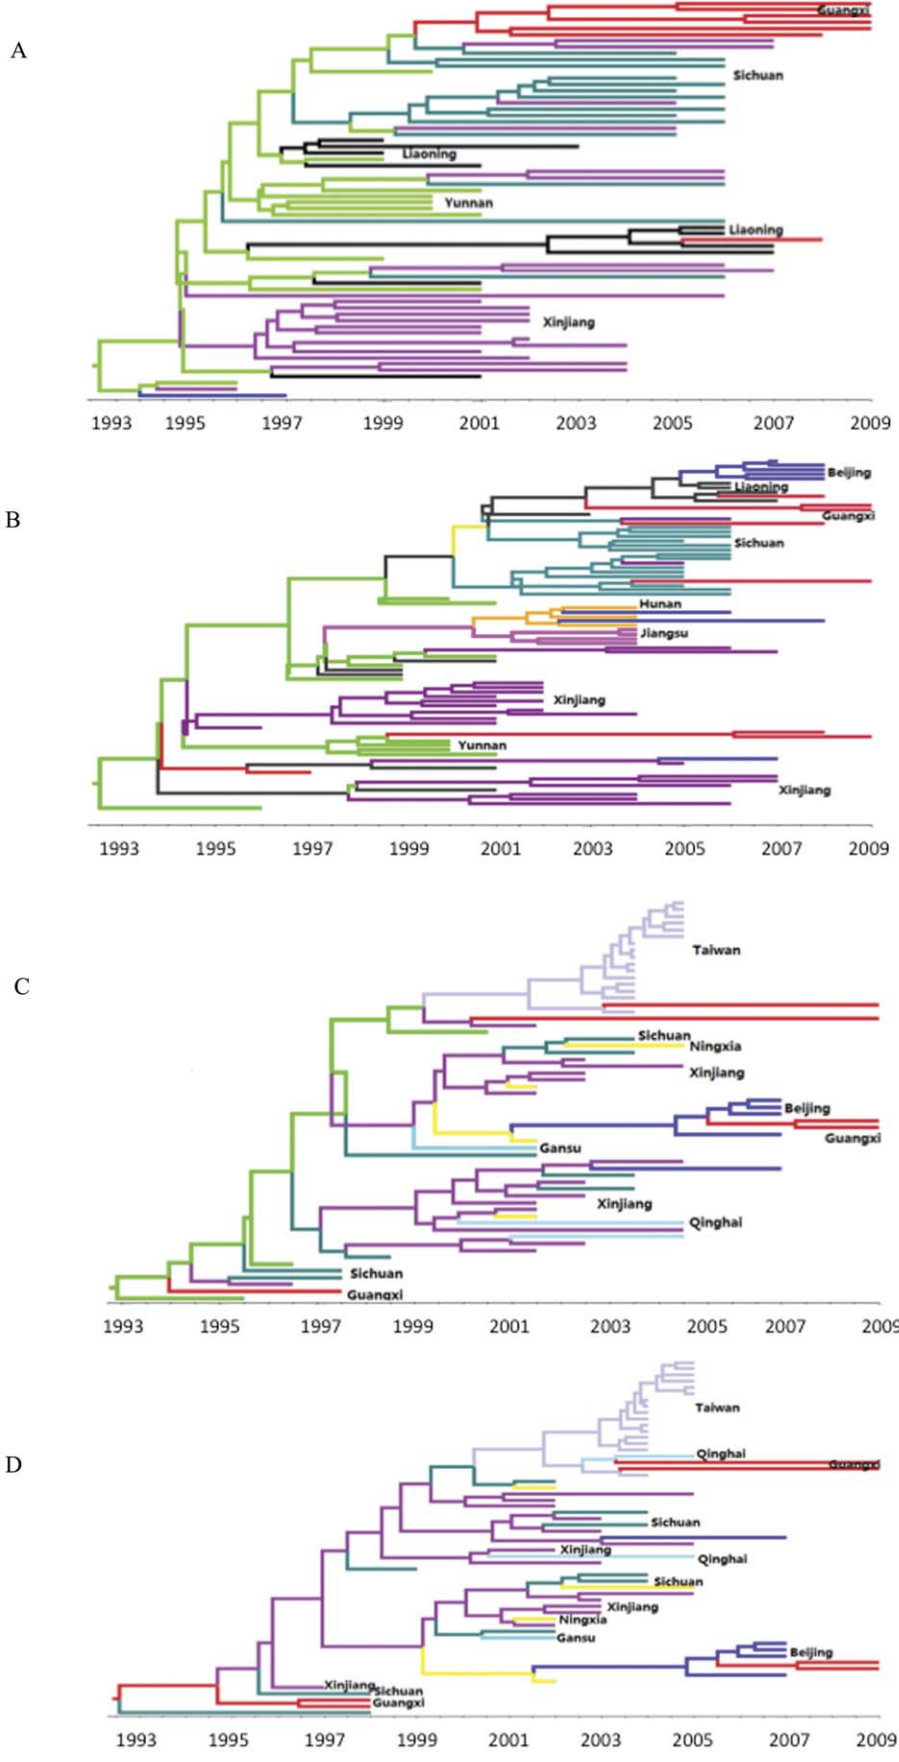 A
Guangxi
Sichuan
Liaoning
Yunnan
Liaoning
Xinjiang
1993 1995 1997 1999 2001 2003 2005 2007 2009
B
Beijing
Liaoning
Guangxi
Sichuan
Hunan
Jiangsu
Xinjiang
Yunnan
Xinjiang
1993 1995 1997 1999 2001 2003 2005 2007 2009
C
Taiwan
Sichuan
Ningxia
Xinjiang
Beijing
Guangxi
Gansu
Xinjiang
Qinghai
Sichuan
Guangxi
1993 1995 1997 1999 2001 2003 2005 2007 2009
D
Taiwan
Qinghai
Guangxi
Sichuan
Xinjiang
Qinghai
Sichuan
Xinjiang
Ningxia
Gansu
Beijing
Xinjiang
Sichuan
Guangxi
1993 1995 1997 1999 2001 2003 2005 2007 2009